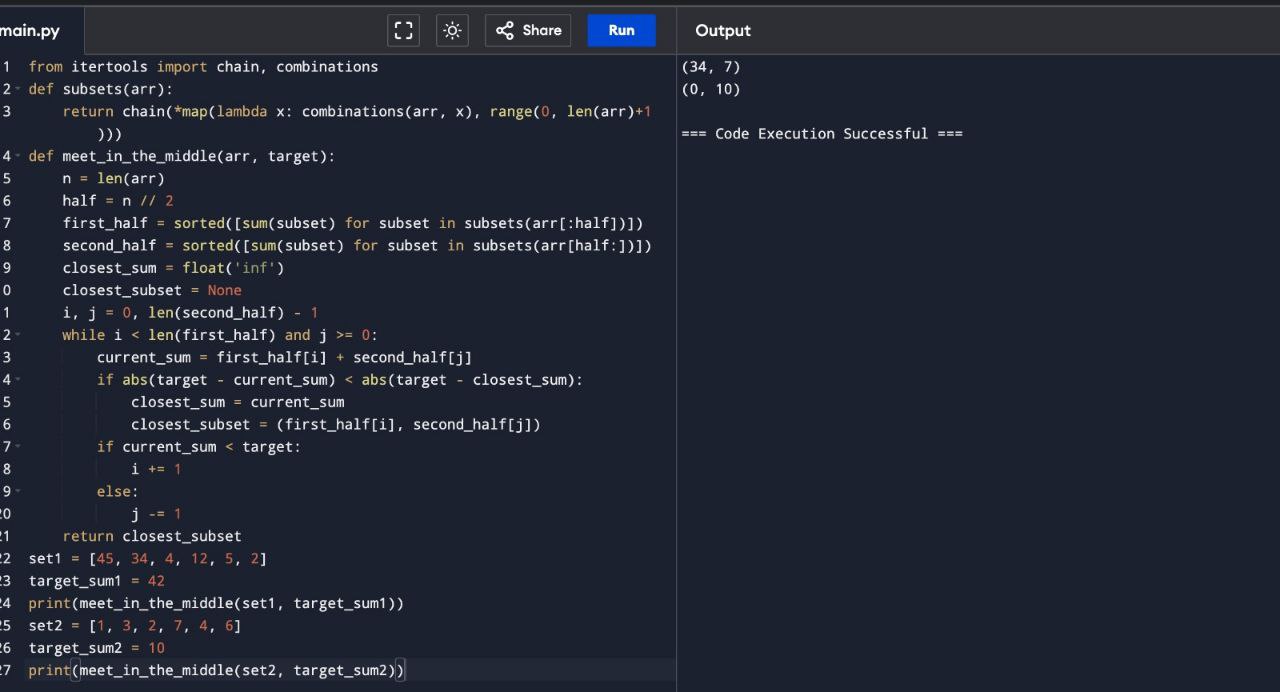 main.py
Share
Run
Output
1 from itertools import chain, combinations
2 def subsets(arr):
3     return chain(*map(lambda x: combinations(arr, x), range(0, len(arr)+1
        )))
4 def meet_in_the_middle(arr, target):
5     n = len(arr)
6     half = n // 2
7     first_half = sorted([sum(subset) for subset in subsets(arr[:half])])
8     second_half = sorted([sum(subset) for subset in subsets(arr[half:])])
9     closest_sum = float('inf')
0     closest_subset = None
1     i, j = 0, len(second_half) - 1
2     while i < len(first_half) and j >= 0:
3         current_sum = first_half[i] + second_half[j]
4         if abs(target - current_sum) < abs(target - closest_sum):
5             closest_sum = current_sum
6             closest_subset = (first_half[i], second_half[j])
7         if current_sum < target:
8             i += 1
9         else:
20             j -= 1
21     return closest_subset
22 set1 = [45, 34, 4, 12, 5, 2]
23 target_sum1 = 42
24 print(meet_in_the_middle(set1, target_sum1))
25 set2 = [1, 3, 2, 7, 4, 6]
26 target_sum2 = 10
27 print(meet_in_the_middle(set2, target_sum2))
(34, 7)
(0, 10)
=== Code Execution Successful ===